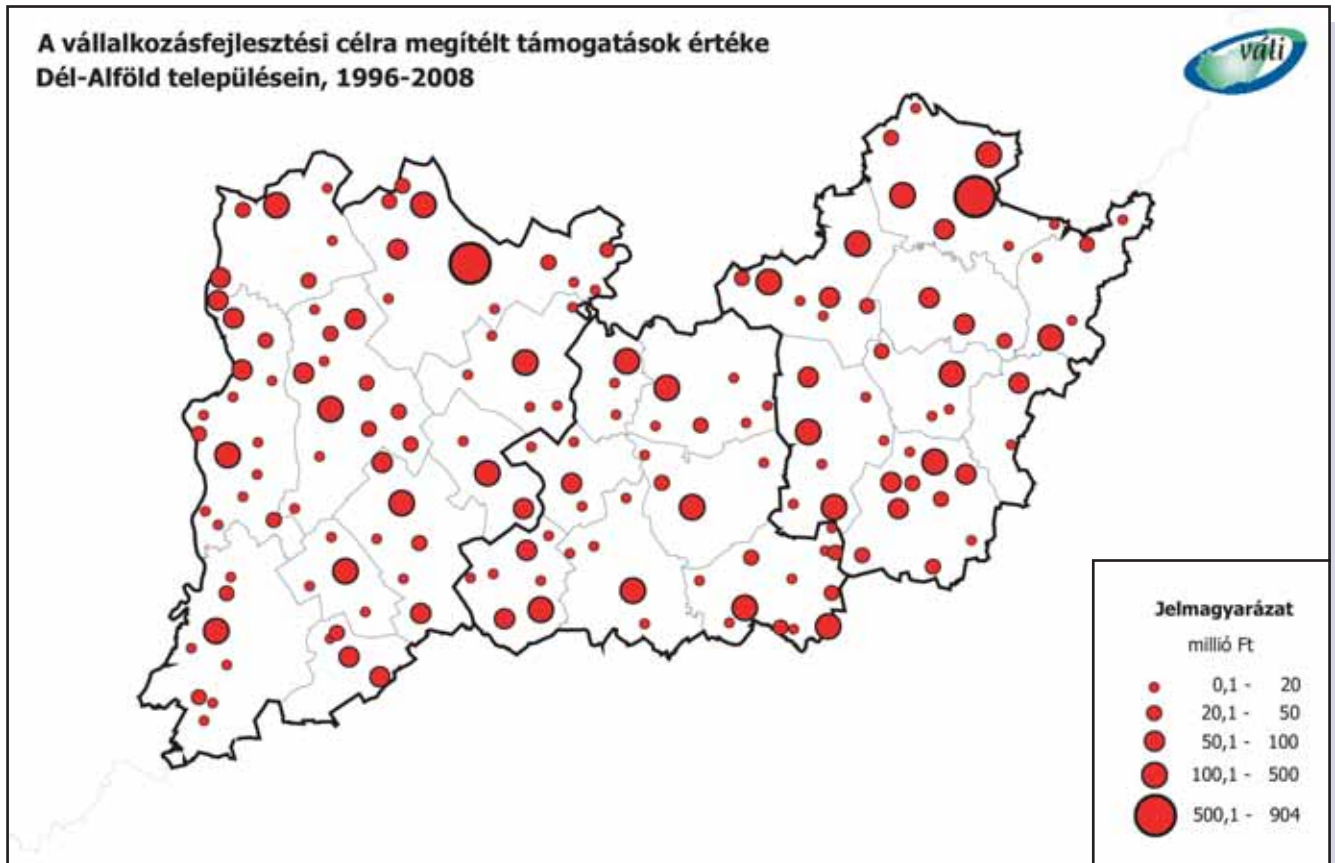 A vállalkozásfejlesztési célra megítélt támogatások értéke
Dél-Alföld településein, 1996-2008
váti
Jelmagyarázat
millió Ft
0,1 - 20
20,1 - 50
50,1 - 100
100,1 - 500
500,1 - 904